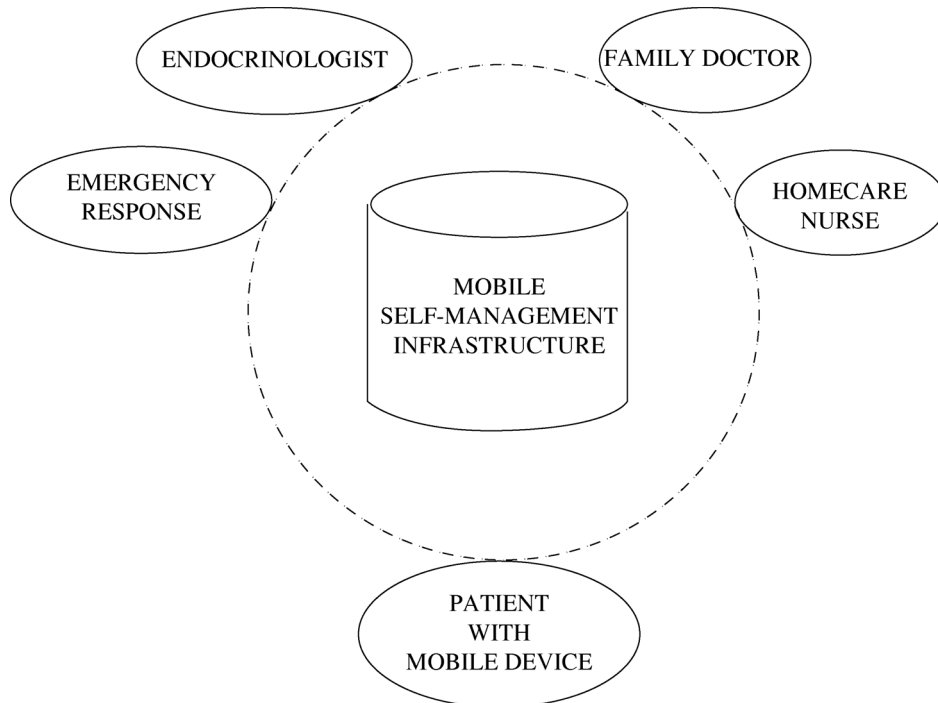 ENDOCRINOLOGIST
FAMILY DOCTOR
EMERGENCY
RESPONSE
HOMECARE
NURSE
MOBILE
SELF-MANAGEMENT
INFRASTRUCTURE
PATIENT
WITH
MOBILE DEVICE